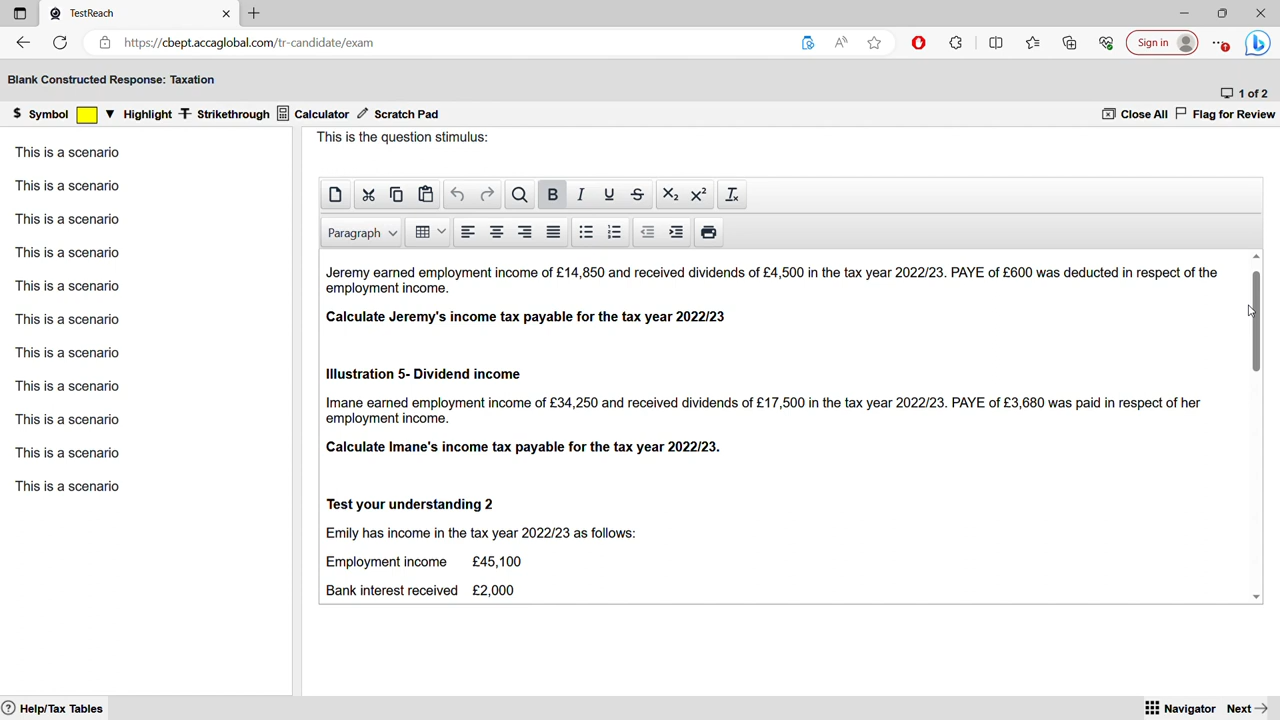 TestReach
https://cbept.accaglobal.com/tr-candidate/exam
Sign in
Blank Constructed Response: Taxation
1 of 2
$ Symbol Highlight Strikethrough Calculator Scratch Pad
Close All Flag for Review
This is a scenario
This is a scenario
This is a scenario
This is a scenario
This is a scenario
This is a scenario
This is a scenario
This is a scenario
This is a scenario
This is a scenario
This is a scenario
This is the question stimulus:
B I U S X₂ X² Tx
Paragraph
Jeremy earned employment income of £14,850 and received dividends of £4,500 in the tax year 2022/23. PAYE of £600 was deducted in respect of the
employment income.
Calculate Jeremy's income tax payable for the tax year 2022/23
Illustration 5- Dividend income
Imane earned employment income of £34,250 and received dividends of £17,500 in the tax year 2022/23. PAYE of £3,680 was paid in respect of her
employment income.
Calculate Imane's income tax payable for the tax year 2022/23.
Test your understanding 2
Emily has income in the tax year 2022/23 as follows:
Employment income £45,100
Bank interest received £2,000
? Help/Tax Tables
Navigator Next